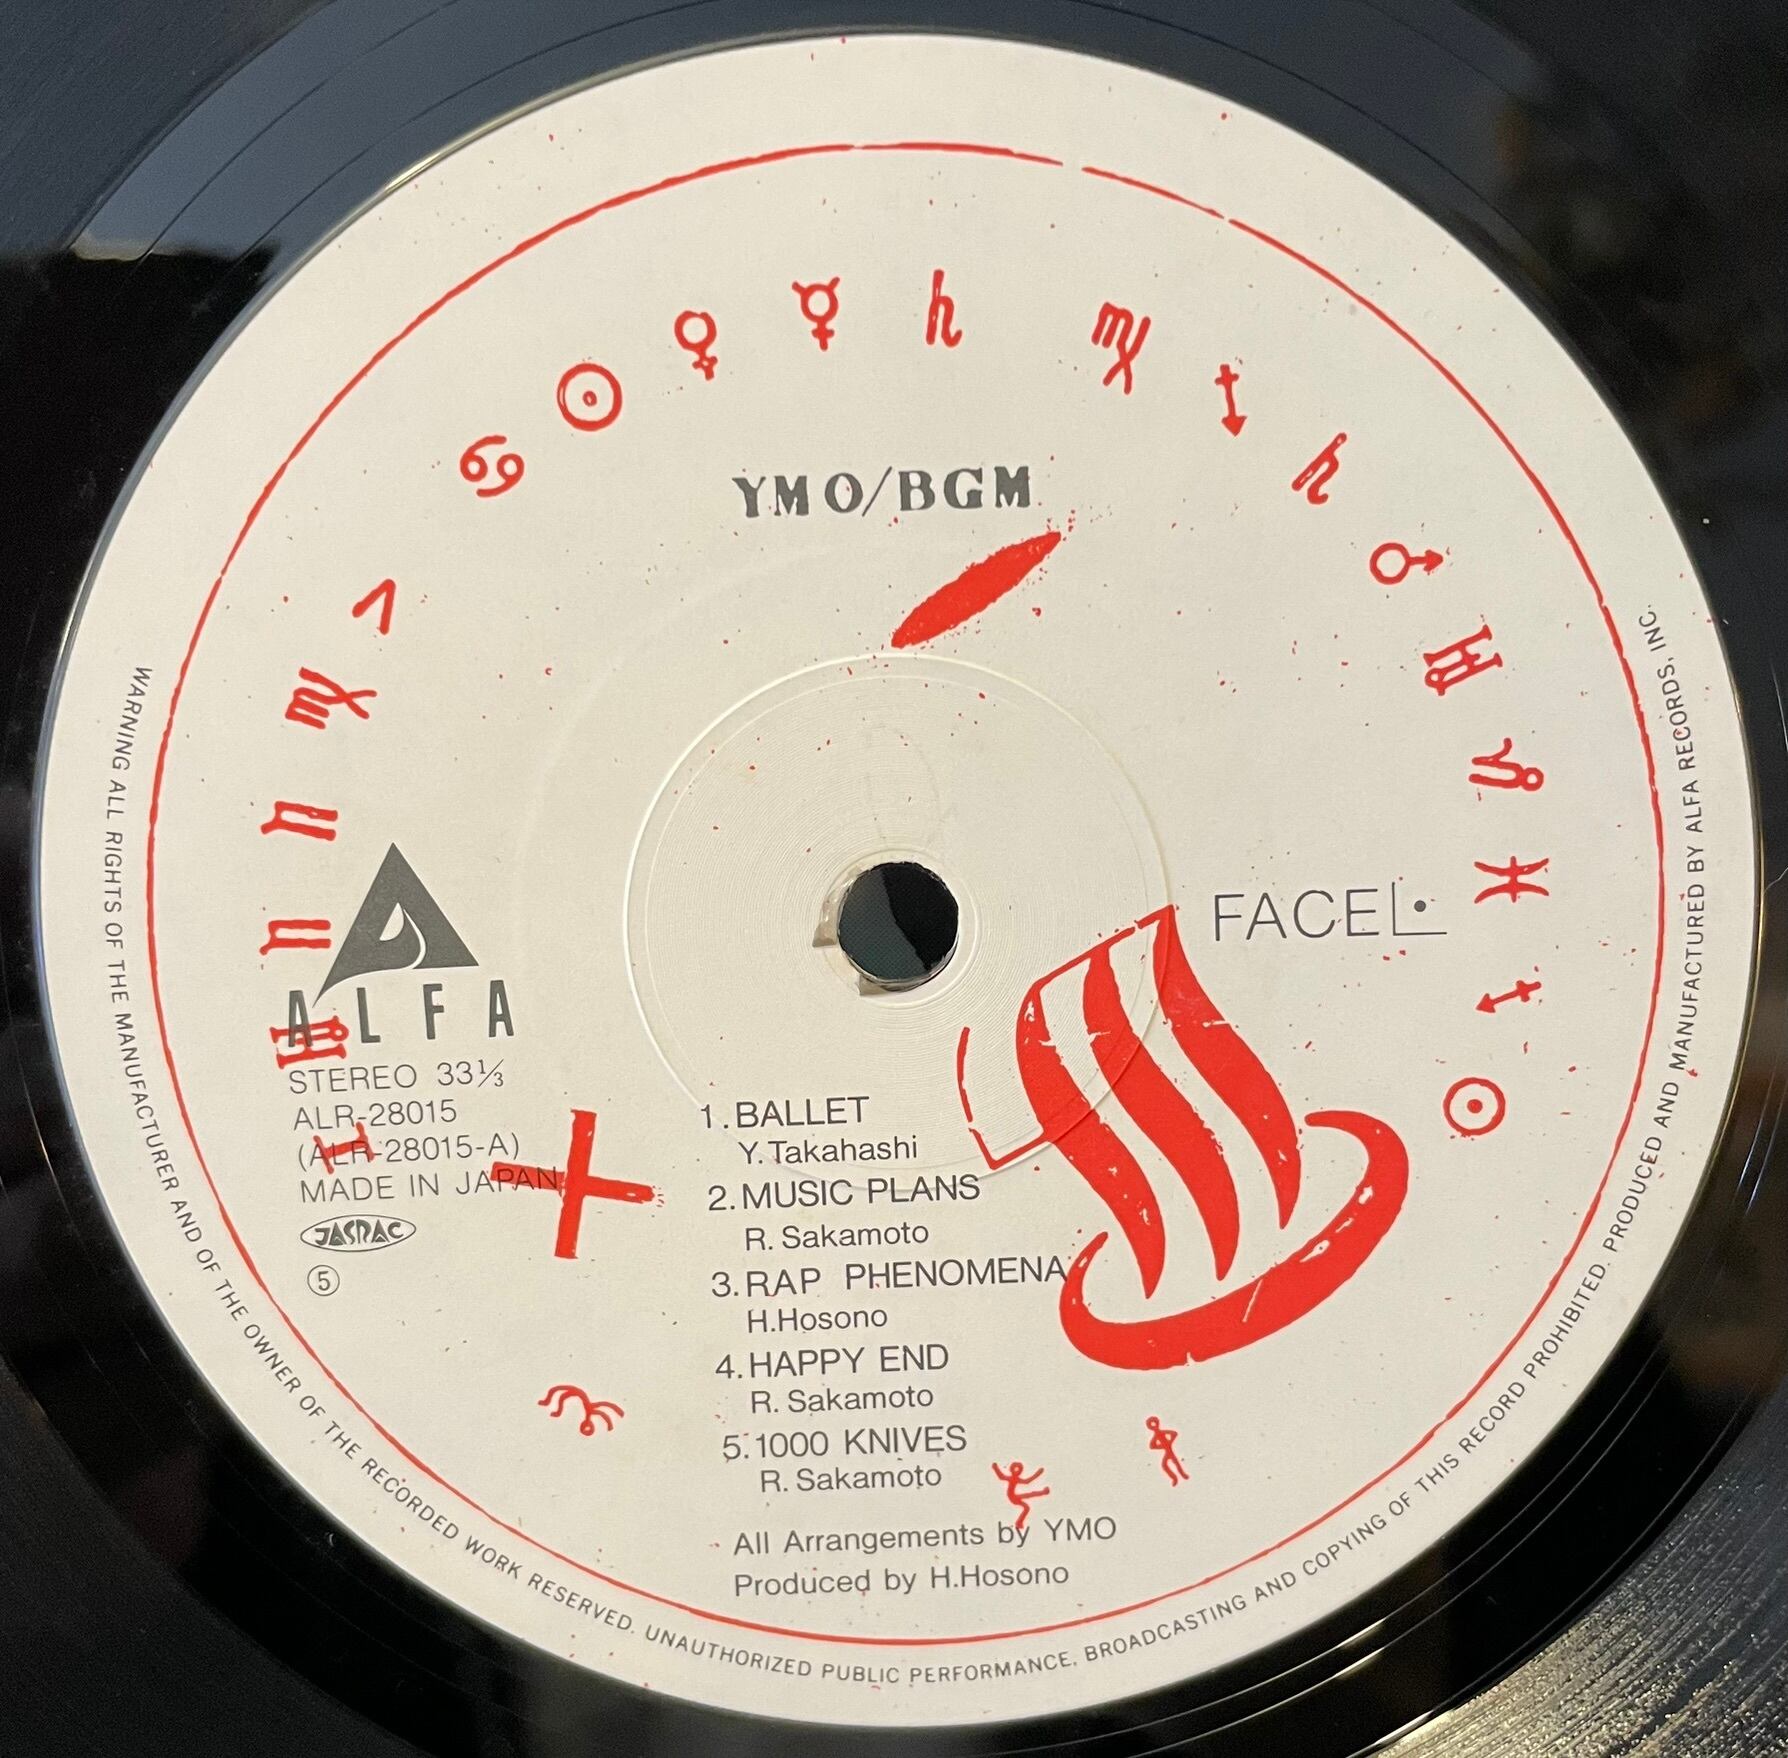 YMO/BGM
FACE
ALFA
STEREO 33⅓
ALR-28015
(ALR-28015-A)
MADE IN JAPAN
JASRAC
⑤
1. BALLET
Y. Takahashi
2. MUSIC PLANS
R. Sakamoto
3. RAP PHENOMENA
H.Hosono
4. HAPPY END
R. Sakamoto
5. 1000 KNIVES
R. Sakamoto
All Arrangements by YMO
Produced by H.Hosono
WARNING ALL RIGHTS OF THE MANUFACTURER AND OF THE OWNER OF THE RECORDED WORK RESERVED. UNAUTHORIZED PUBLIC PERFORMANCE, BROADCASTING AND COPYING OF THIS RECORD PROHIBITED. PRODUCED AND MANUFACTURED BY ALFA RECORDS, INC.